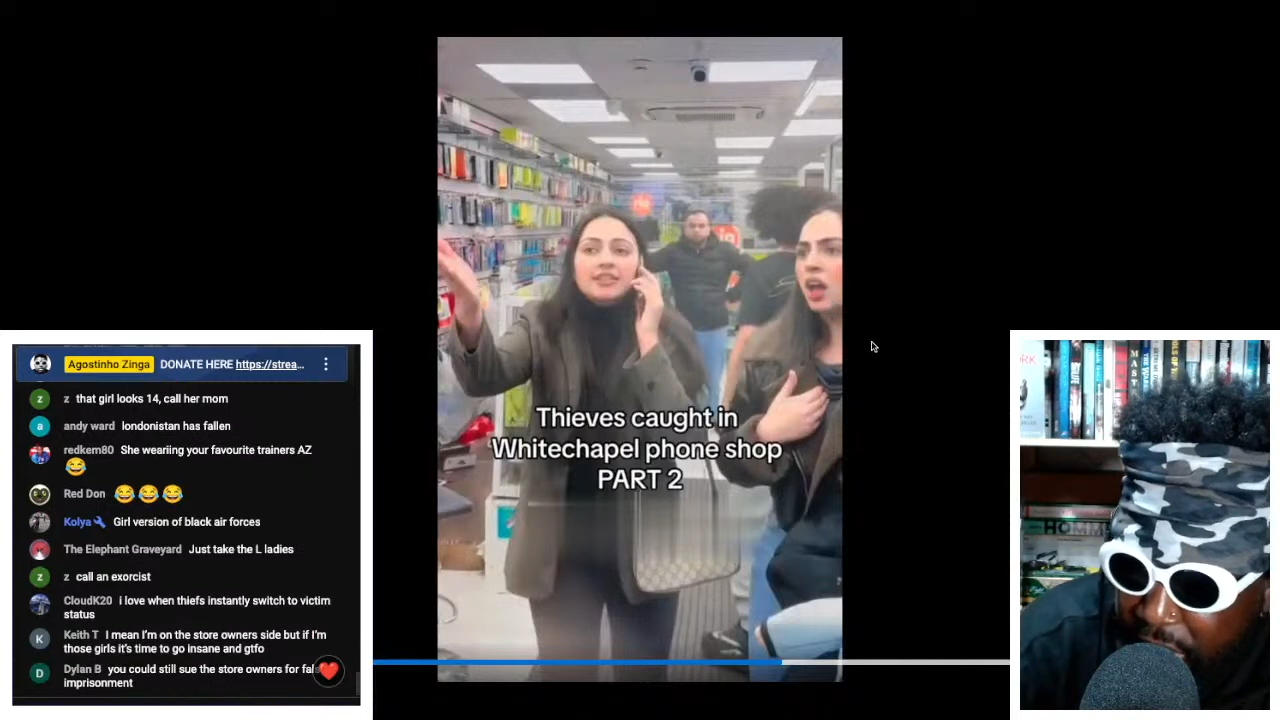 Thieves caught in
Whitechapel phone shop
PART 2
Agostinho Zinga DONATE HERE https://strea...
z that girl looks 14, call her mom
andy ward londonistan has fallen
redkem80 She weariing your favourite trainers AZ
😂
Red Don 😂😂😂
Kolya Girl version of black air forces
The Elephant Graveyard Just take the L ladies
z call an exorcist
CloudK20 i love when thiefs instantly switch to victim
status
Keith T I mean I'm on the store owners side but if I'm
those girls it's time to go insane and gtfo
Dylan B you could still sue the store owners for fal
imprisonment